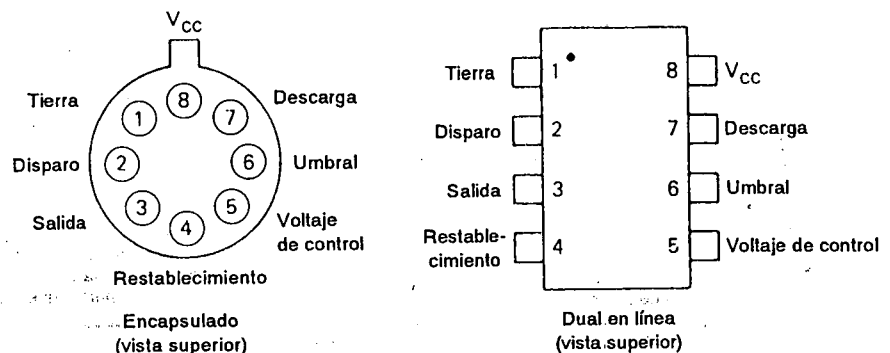 V_CC
Tierra
Descarga
8
1
7
Disparo
2
6
Umbral
Salida
3
5
4
Voltaje
de control
Restablecimiento
Encapsulado
(vista superior)
Tierra
1
8
V_CC
Disparo
2
7
Descarga
Salida
3
6
Umbral
Restable-
cimiento
4
5
Voltaje de control
Dual en línea
(vista superior)